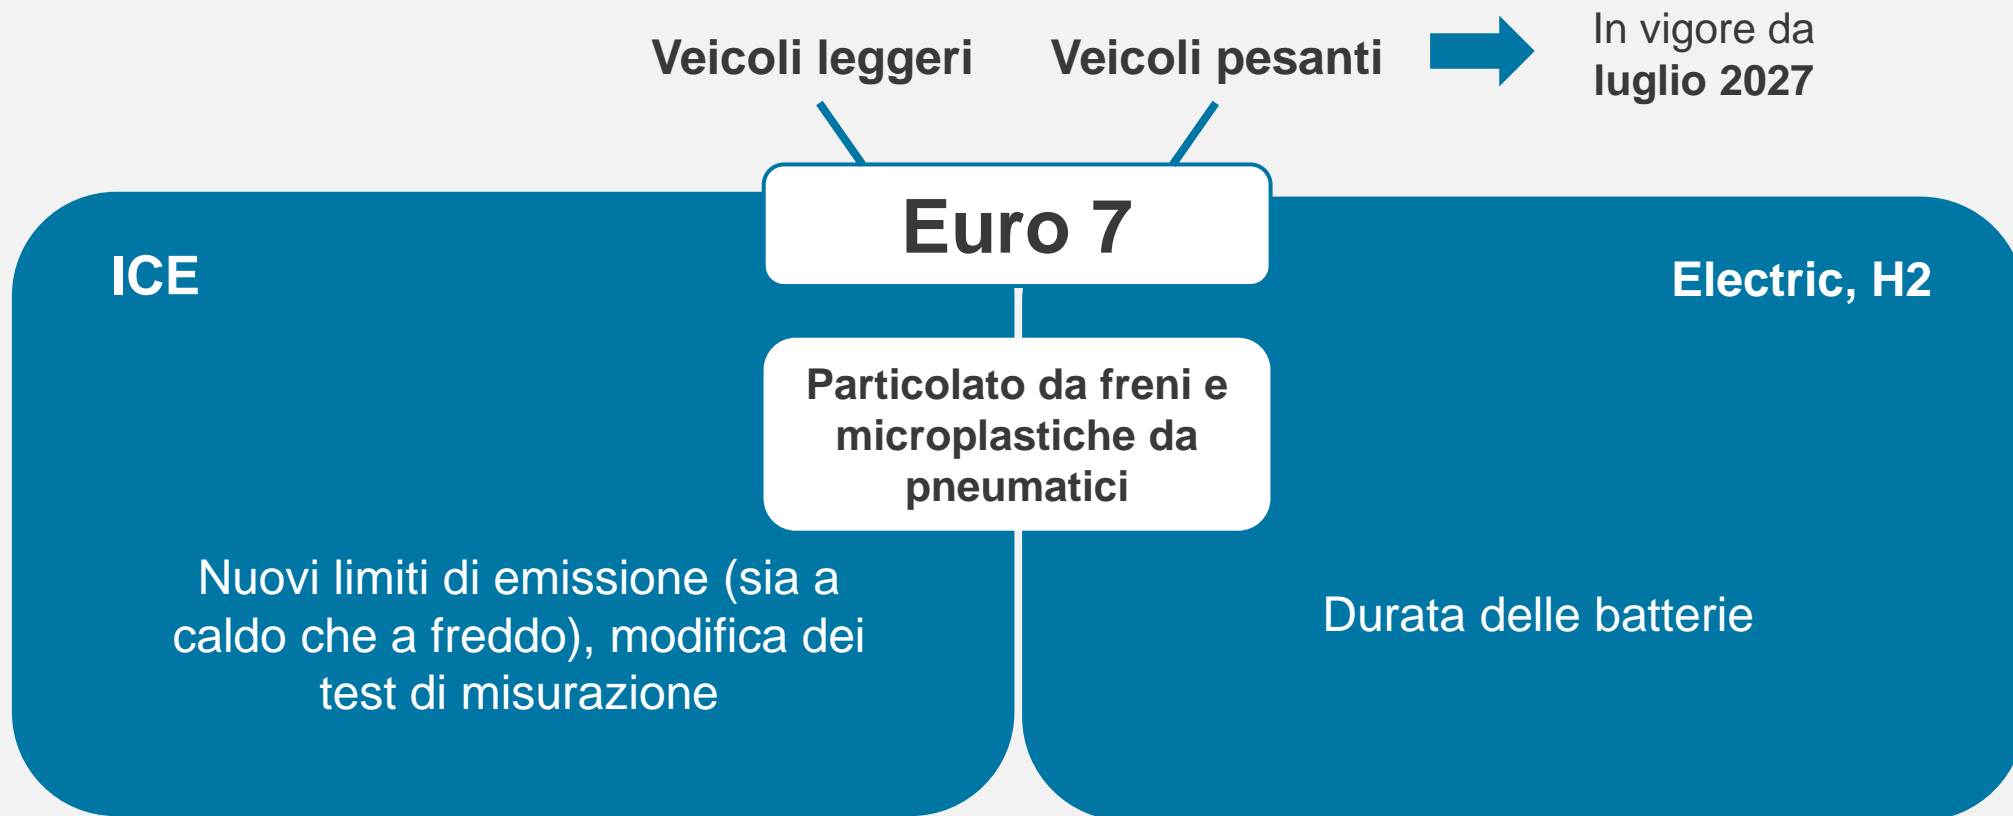 Veicoli leggeri
Veicoli pesanti
In vigore da
luglio 2027
Euro 7
ICE
Electric, H2
Particolato da freni e
microplastiche da
pneumatici
Nuovi limiti di emissione (sia a
caldo che a freddo), modifica dei
test di misurazione
Durata delle batterie